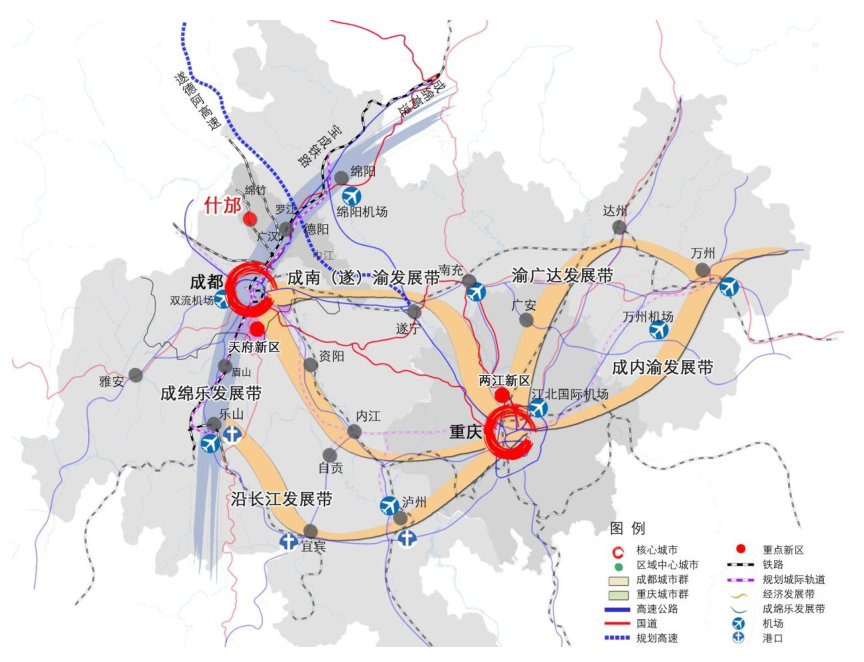 遂德阿高速
成绵高速
宝成铁路
绵阳
绵竹
绵阳机场
什邡
罗江
广汉
德阳
达州
成都
成南（遂）渝发展带
南充
渝广达发展带
万州
双流机场
遂宁
广安
万州机场
天府新区
资阳
成内渝发展带
眉山
雅安
成绵乐发展带
两江新区
江北国际机场
乐山
内江
重庆
自贡
沿长江发展带
泸州
宜宾
图 例
核心城市
重点新区
区域中心城市
铁路
成都城市群
规划城际轨道
重庆城市群
经济发展带
高速公路
成绵乐发展带
国道
机场
规划高速
港口